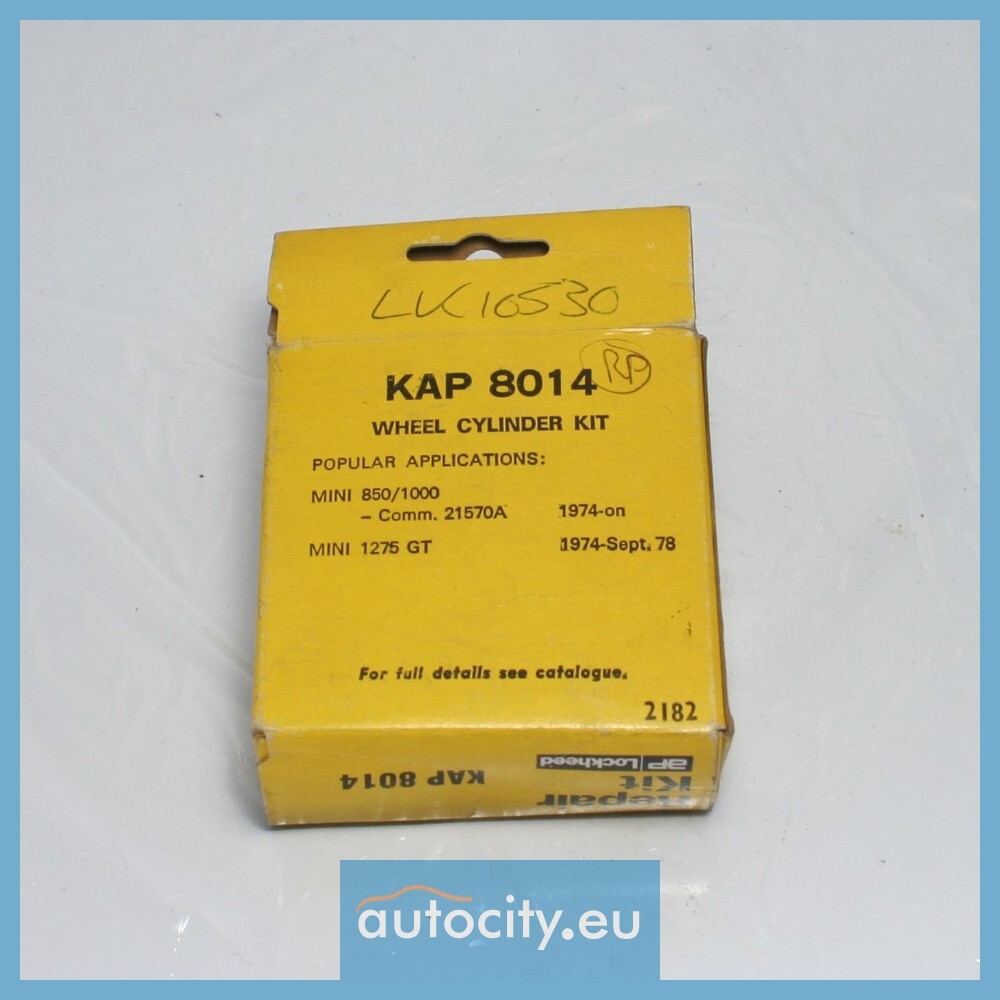 LK10530
RP
KAP 8014
WHEEL CYLINDER KIT
POPULAR APPLICATIONS:
MINI 850/1000
– Comm. 21570A 1974-on
MINI 1275 GT 1974-Sept. 78
For full details see catalogue.
2182
AP Lockheed
KAP 8014
Repair
Kit
autocity.eu